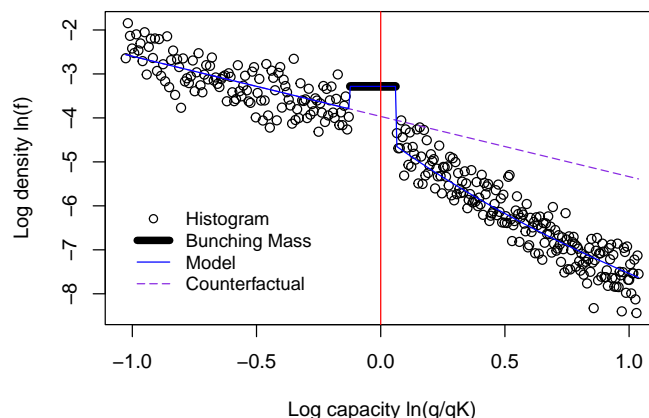 −2
−3
−4
−5
−6
−7
−8
Log density ln(f)
Histogram
Bunching Mass
Model
Counterfactual
−1.0 −0.5 0.0 0.5 1.0
Log capacity ln(q/qK)